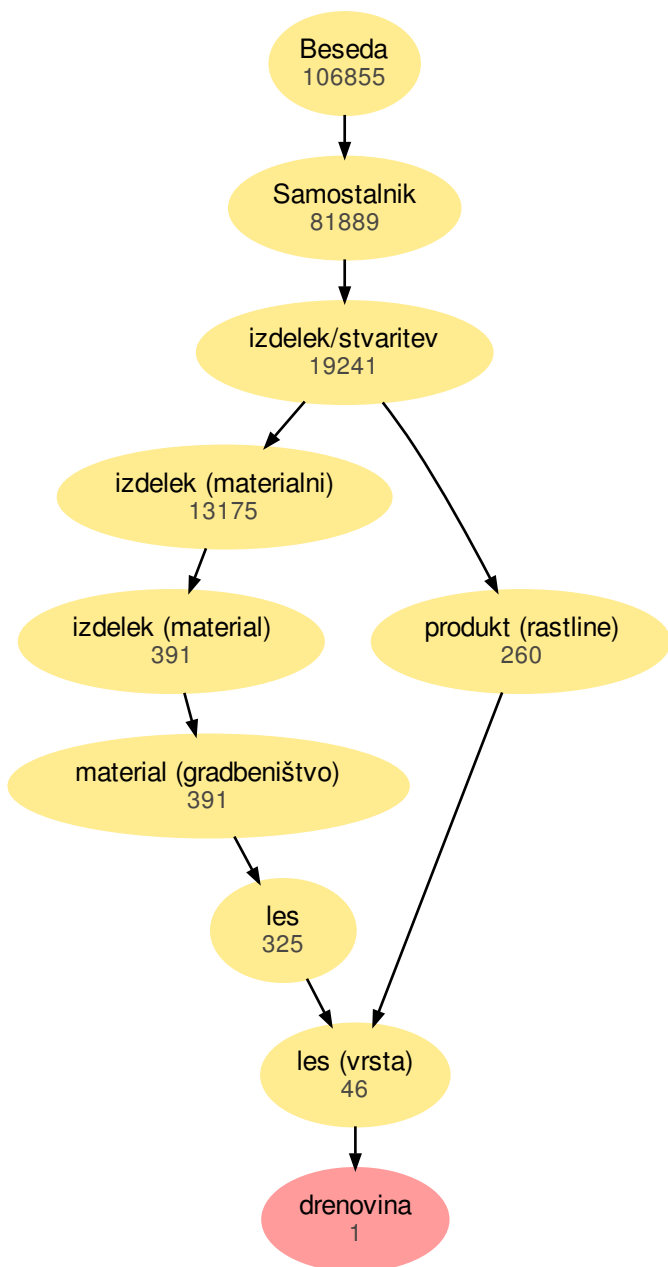 Beseda
106855
Samostalnik
81889
izdelek/stvaritev
19241
izdelek (materialni)
13175
izdelek (material)
391
produkt (rastline)
260
material (gradbeništvo)
391
les
325
les (vrsta)
46
drenovina
1